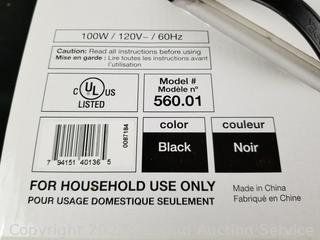 100W / 120V~ / 60Hz
Caution: Read all instructions before using
Mise en garde : Lire toutes les instructions avant
l'utilisation
C UL US
LISTED
Model #
Modèle n°
560.01
7 94151 40136 5
0087184
color
couleur
Black
Noir
FOR HOUSEHOLD USE ONLY
POUR USAGE DOMESTIQUE SEULEMENT
Made in China
Fabriqué en Chine